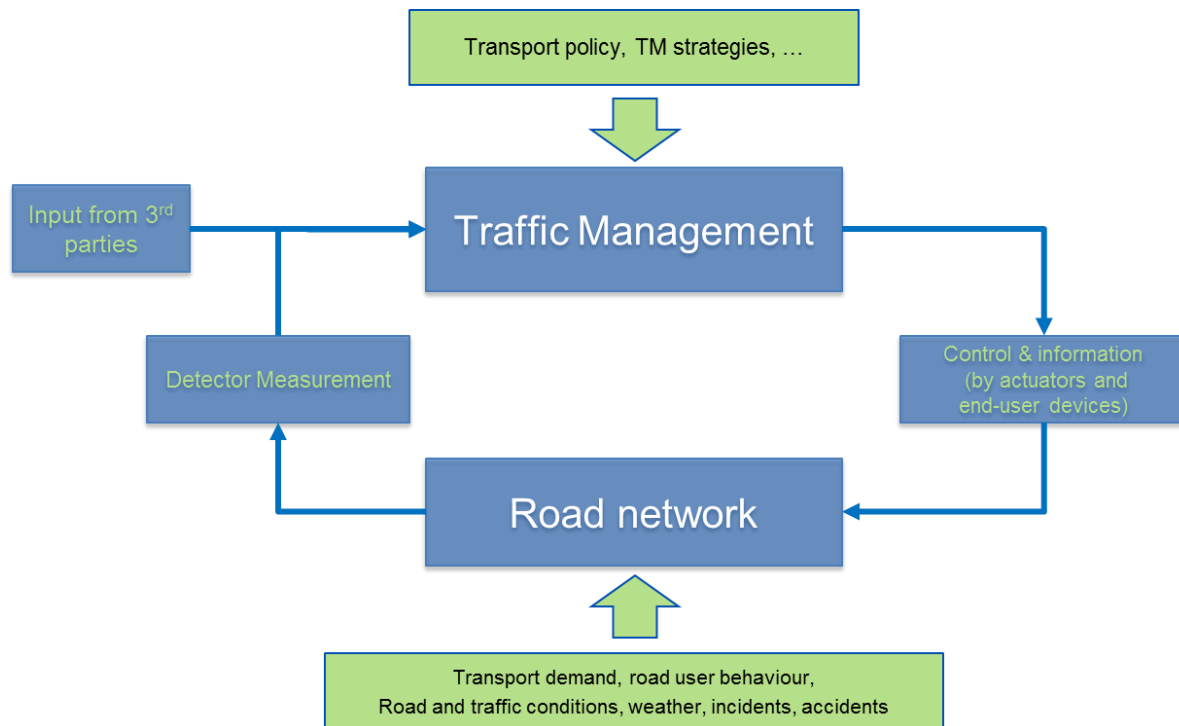 Transport policy, TM strategies, …
Input from 3rd
parties
Traffic Management
Detector Measurement
Control & information
(by actuators and
end-user devices)
Road network
Transport demand, road user behaviour,
Road and traffic conditions, weather, incidents, accidents